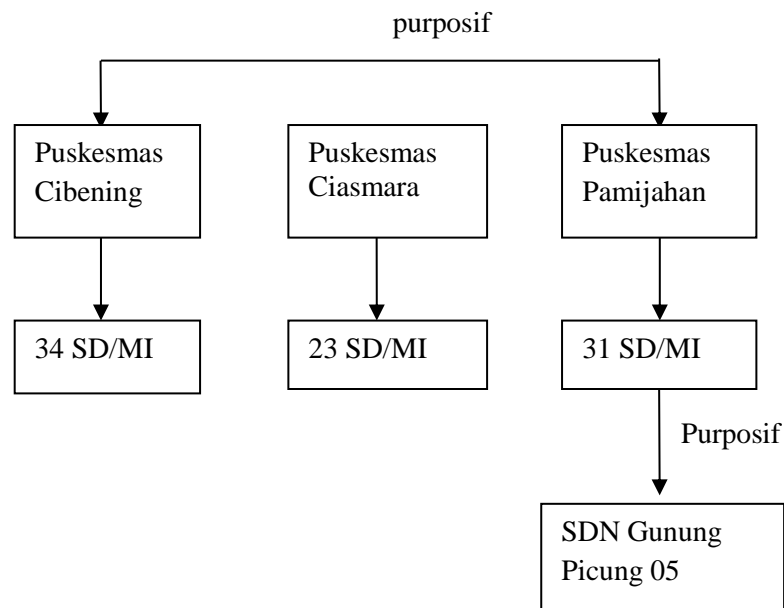 purposif
Puskesmas
Cibening
Puskesmas
Ciasmara
Puskesmas
Pamijahan
34 SD/MI
23 SD/MI
31 SD/MI
Purposif
SDN Gunung
Picung 05